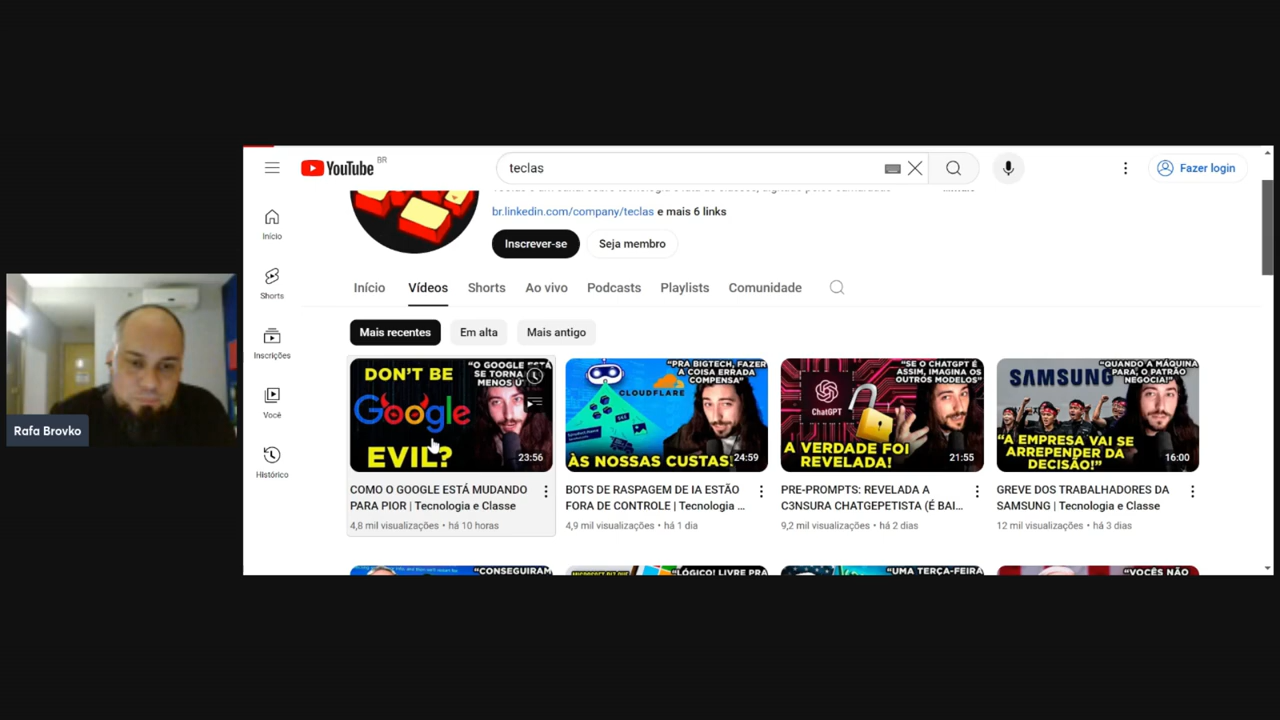 YouTube BR
teclas
Fazer login
br.linkedin.com/company/teclas e mais 6 links
Inscrever-se
Seja membro
Início
Shorts
Inscrições
Você
Histórico
Início Vídeos Shorts Ao vivo Podcasts Playlists Comunidade
Mais recentes Em alta Mais antigo
DON'T BE
Google
EVIL?
"O GOOGLE ESTÁ
SE TORNA
MENOS Ú
23:56
COMO O GOOGLE ESTÁ MUDANDO
PARA PIOR | Tecnologia e Classe
4,8 mil visualizações • há 10 horas
"PRA BIGTECH, FAZER
A COISA ERRADA
COMPENSA"
CLOUDFLARE
ÀS NOSSAS CUSTAS!
24:59
BOTS DE RASPAGEM DE IA ESTÃO
FORA DE CONTROLE | Tecnologia ...
4,9 mil visualizações • há 1 dia
"SE O CHATGPT É
ASSIM, IMAGINA OS
OUTROS MODELOS"
ChatGPT
A VERDADE FOI
REVELADA!
21:55
PRE-PROMPTS: REVELADA A
C3NSURA CHATGEPETISTA (É BAI...
9,2 mil visualizações • há 2 dias
SAMSUNG
"QUANDO A MÁQUINA
PARA, O PATRÃO
NEGOCIA!"
"A EMPRESA VAI SE
ARREPENDER DA
DECISÃO!"
16:00
GREVE DOS TRABALHADORES DA
SAMSUNG | Tecnologia e Classe
12 mil visualizações • há 3 dias
"CONSEGUIRAM
"LÓGICO! LIVRE PRA
"UMA TERÇA-FEIRA
"VOCÊS NÃO
Rafa Brovko